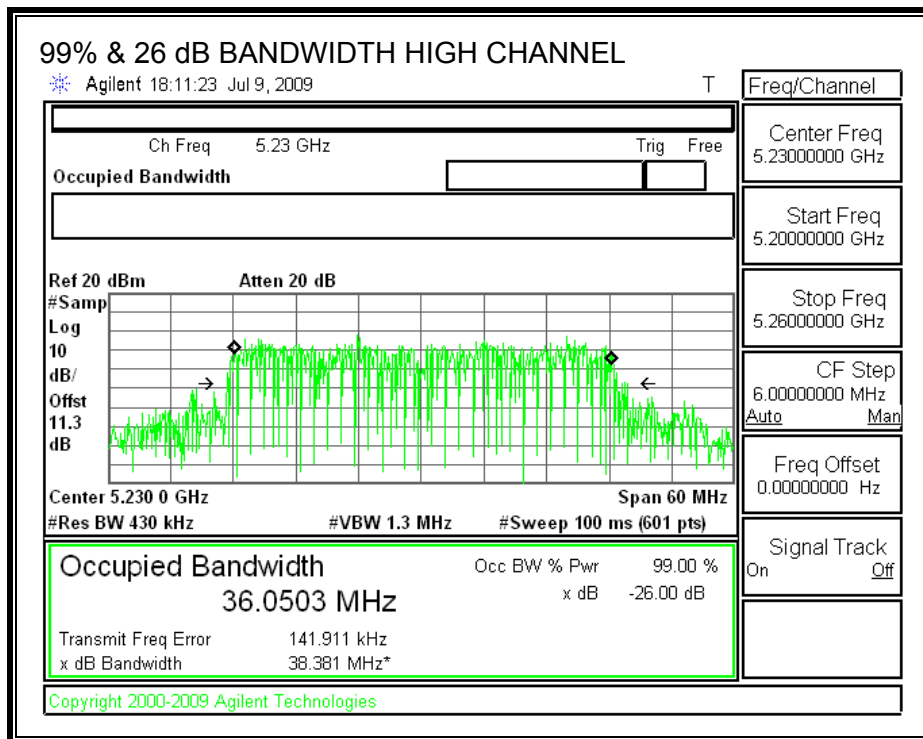 99% & 26 dB BANDWIDTH HIGH CHANNEL
Agilent 18:11:23 Jul 9, 2009 T
Ch Freq 5.23 GHz Trig Free
Occupied Bandwidth
Ref 20 dBm Atten 20 dB
#Samp
Log
10
dB/
Offst
11.3
dB
Center 5.230 0 GHz Span 60 MHz
#Res BW 430 kHz #VBW 1.3 MHz #Sweep 100 ms (601 pts)
Occupied Bandwidth Occ BW % Pwr 99.00 %
36.0503 MHz x dB -26.00 dB
Transmit Freq Error 141.911 kHz
x dB Bandwidth 38.381 MHz*
Copyright 2000-2009 Agilent Technologies
Freq/Channel
Center Freq
5.23000000 GHz
Start Freq
5.20000000 GHz
Stop Freq
5.26000000 GHz
CF Step
6.00000000 MHz
Auto Man
Freq Offset
0.00000000 Hz
Signal Track
On Off